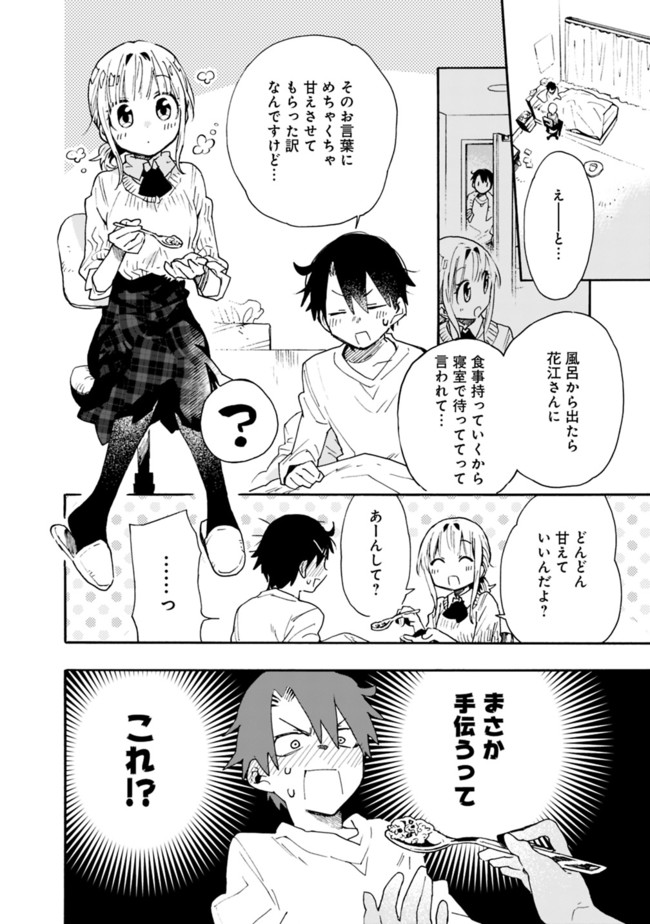 えーと…
風呂から出たら
花江さんに
食事持っていくから
寝室で待っててって
言われて…
そのお言葉に
めちゃくちゃ
甘えさせて
もらった訳
なんですけど…
?
どんどん
甘えて
いいんだよ?
あーんして?
……っ
まさか
手伝うって
これ!?